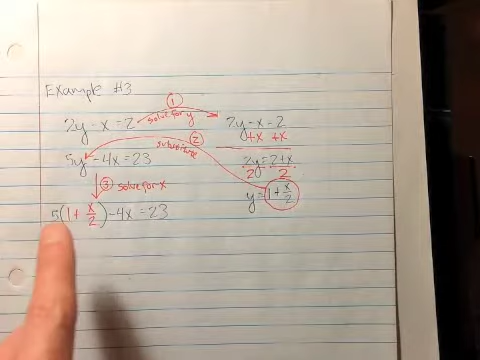 Example #3
2y - x = 2
① solve for y
2y - x = 2
+x +x
② substitute
5y - 4x = 23
2y = 2 + x
2 2
③ solve for x
y = 1 + x/2
5(1 + x/2) - 4x = 23